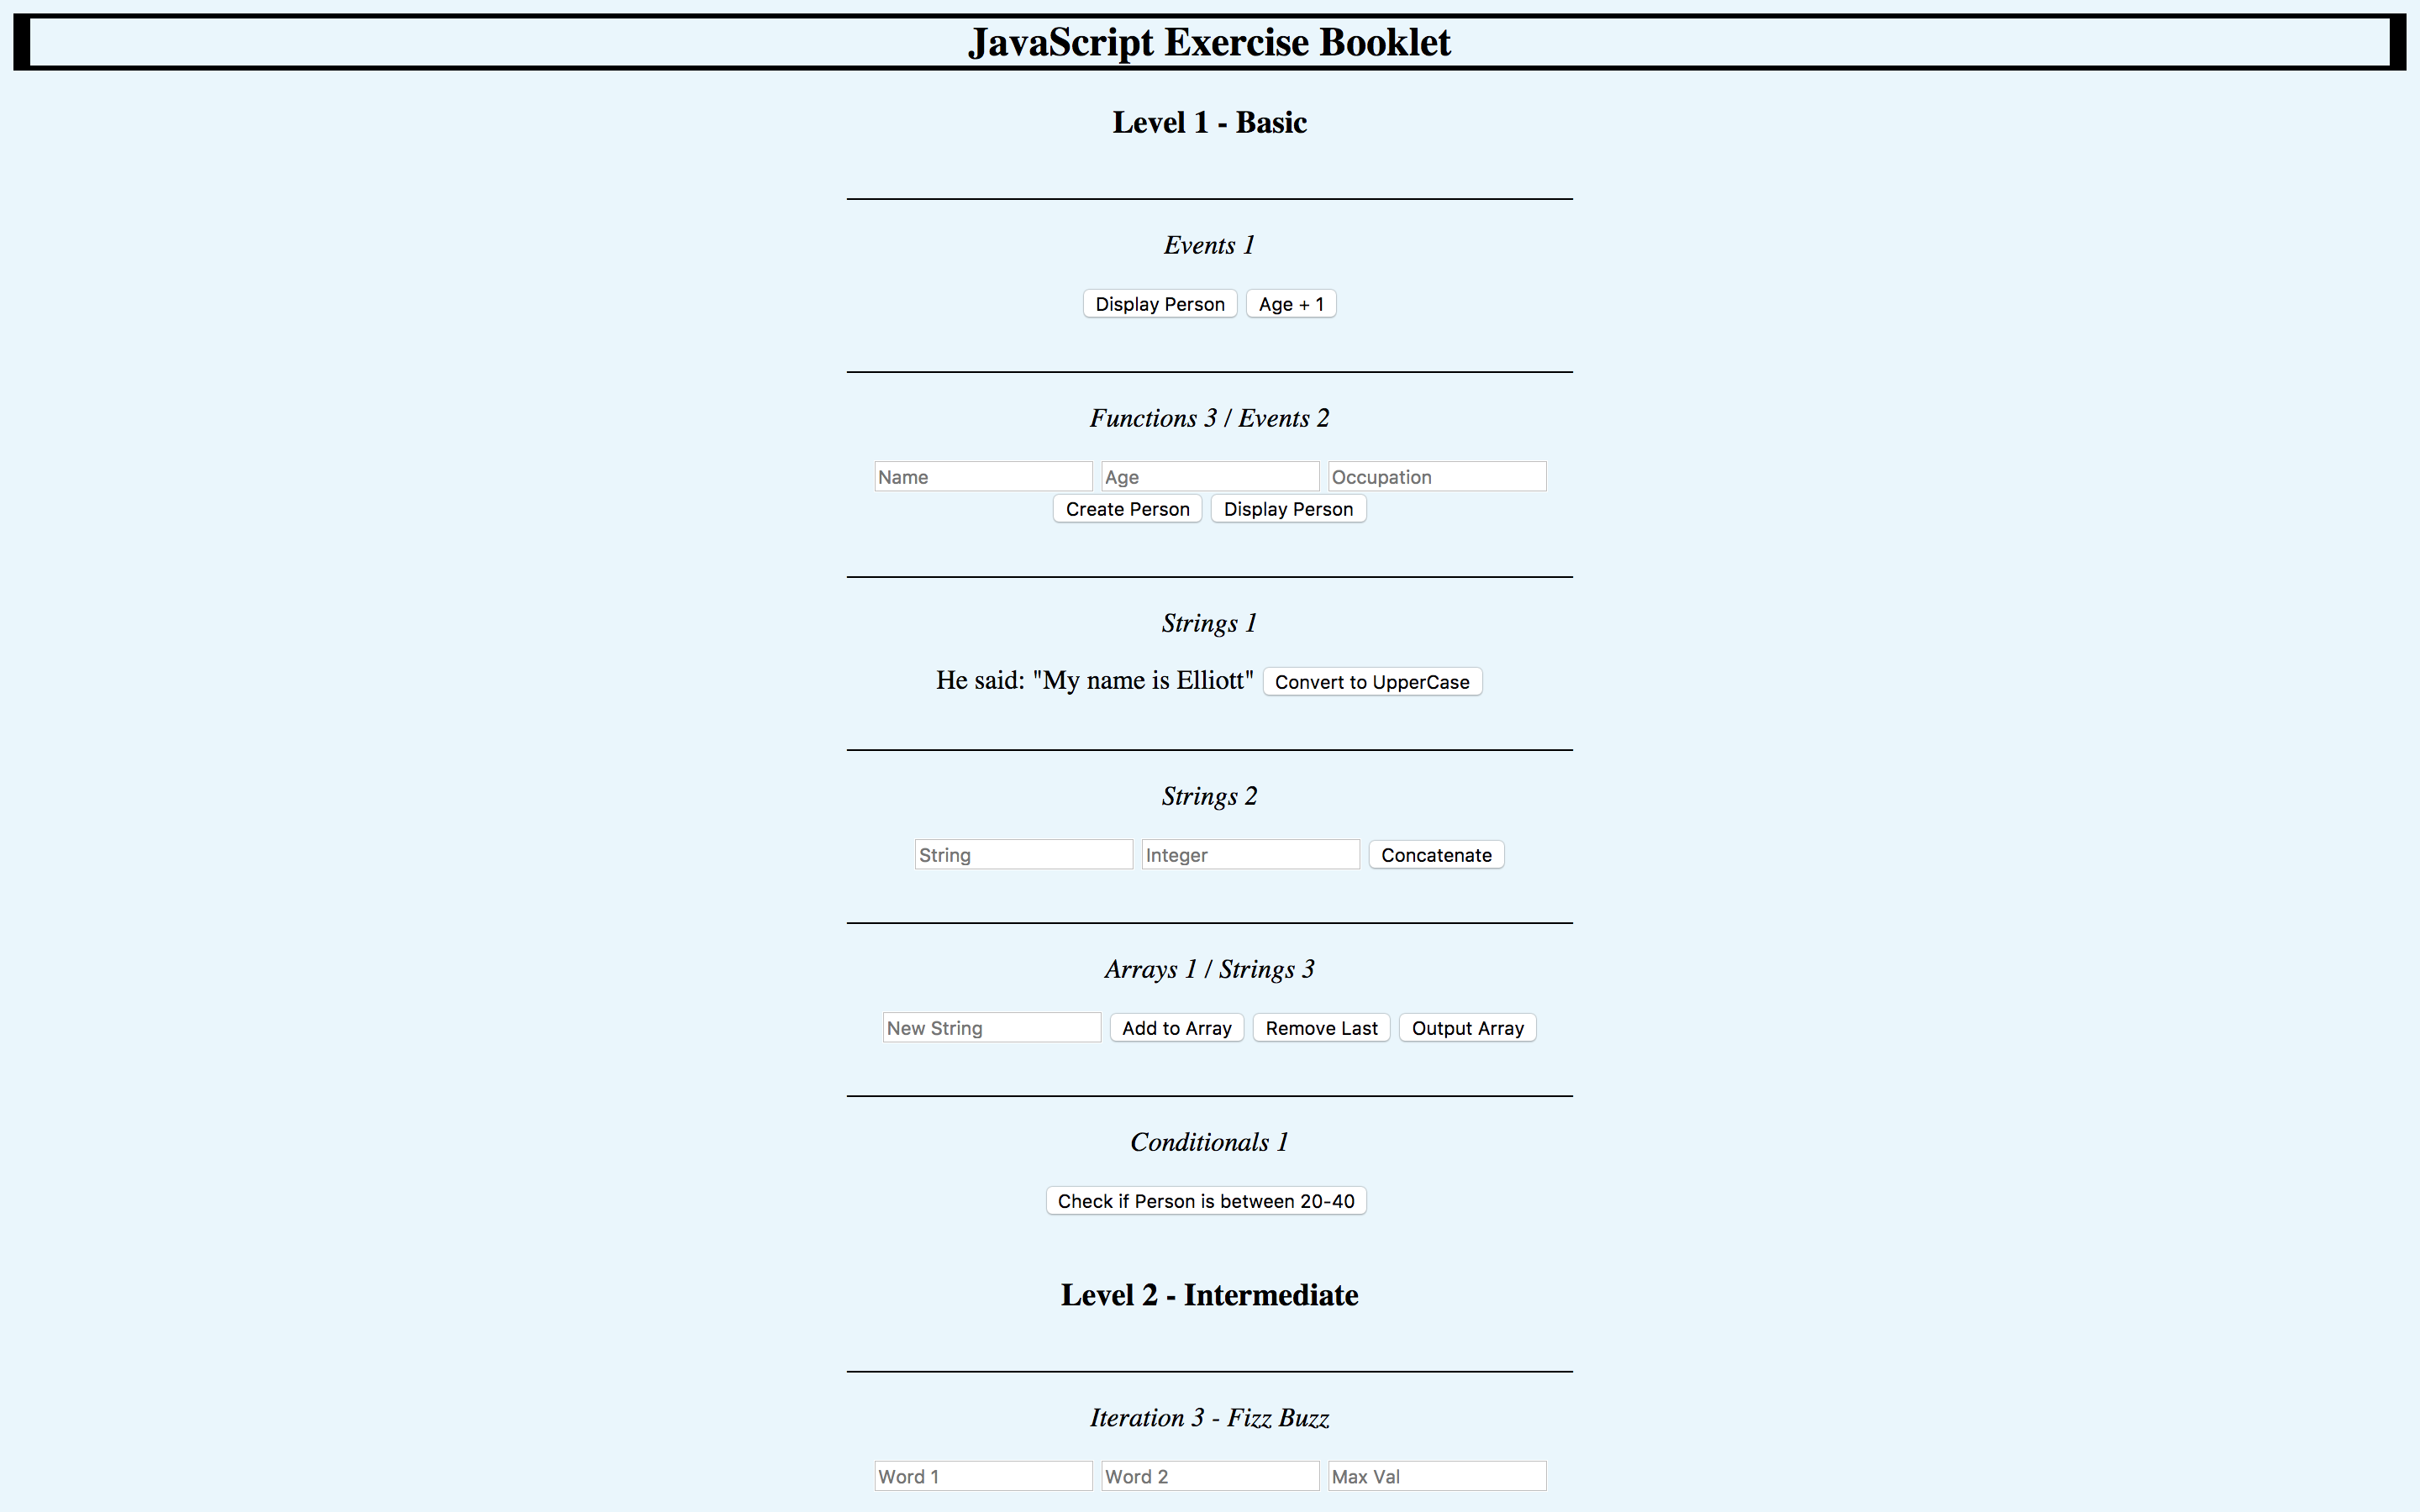 JavaScript Exercise Booklet
Level 1 - Basic
Events 1
Display Person Age + 1
Functions 3 / Events 2
Name Age Occupation
Create Person Display Person
Strings 1
He said: "My name is Elliott" Convert to UpperCase
Strings 2
String Integer Concatenate
Arrays 1 / Strings 3
New String Add to Array Remove Last Output Array
Conditionals 1
Check if Person is between 20-40
Level 2 - Intermediate
Iteration 3 - Fizz Buzz
Word 1 Word 2 Max Val